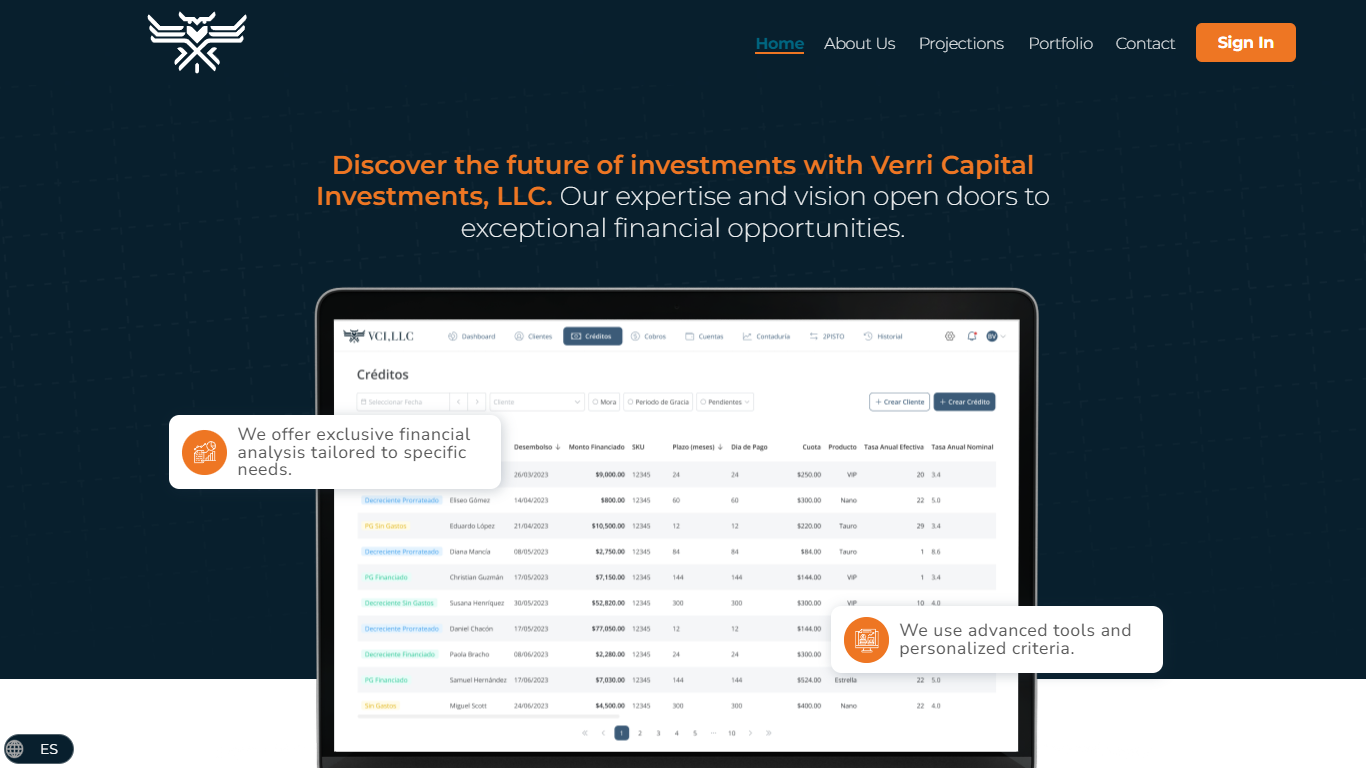 Home About Us Projections Portfolio Contact Sign In
Discover the future of investments with Verri Capital
Investments, LLC. Our expertise and vision open doors to
exceptional financial opportunities.
VCI,LLC Dashboard Clientes Créditos Cobros Cuentas Contaduría 2PISTO Historial BV
Créditos
Seleccionar Fecha Cliente Mora Periodo de Gracia Pendientes + Crear Cliente + Crear Crédito
We offer exclusive financial
analysis tailored to specific
needs.
Desembolso Monto Financiado SKU Plazo (meses) Dia de Pago Cuota Producto Tasa Anual Efectiva Tasa Anual Nominal
26/03/2023 $9,000.00 12345 24 24 $250.00 VIP 20 3.4
Decreciente Prorrateado Eliseo Gómez 14/04/2023 $800.00 12345 60 60 $300.00 Nano 22 5.0
PG Sin Gastos Eduardo López 21/04/2023 $10,500.00 12345 12 12 $220.00 Tauro 29 3.4
Decreciente Prorrateado Diana Mancía 08/05/2023 $2,750.00 12345 84 84 $84.00 Tauro 1 8.6
PG Financiado Christian Guzmán 17/05/2023 $7,150.00 12345 144 144 $144.00 VIP 1 3.4
Decreciente Sin Gastos Susana Henríquez 30/05/2023 $52,820.00 12345 300 300 $300.00 VIP 10 4.0
Decreciente Prorrateado Daniel Chacón 17/05/2023 $77,050.00 12345 12 12 $144.00
Decreciente Financiado Paola Bracho 08/06/2023 $2,280.00 12345 24 24 $300.00
PG Financiado Samuel Hernández 17/06/2023 $7,030.00 12345 144 144 $524.00 Estrella 22 5.0
Sin Gastos Miguel Scott 24/06/2023 $4,500.00 12345 300 300 $400.00 Nano 22 4.0
We use advanced tools and
personalized criteria.
1 2 3 4 5 ... 10
ES